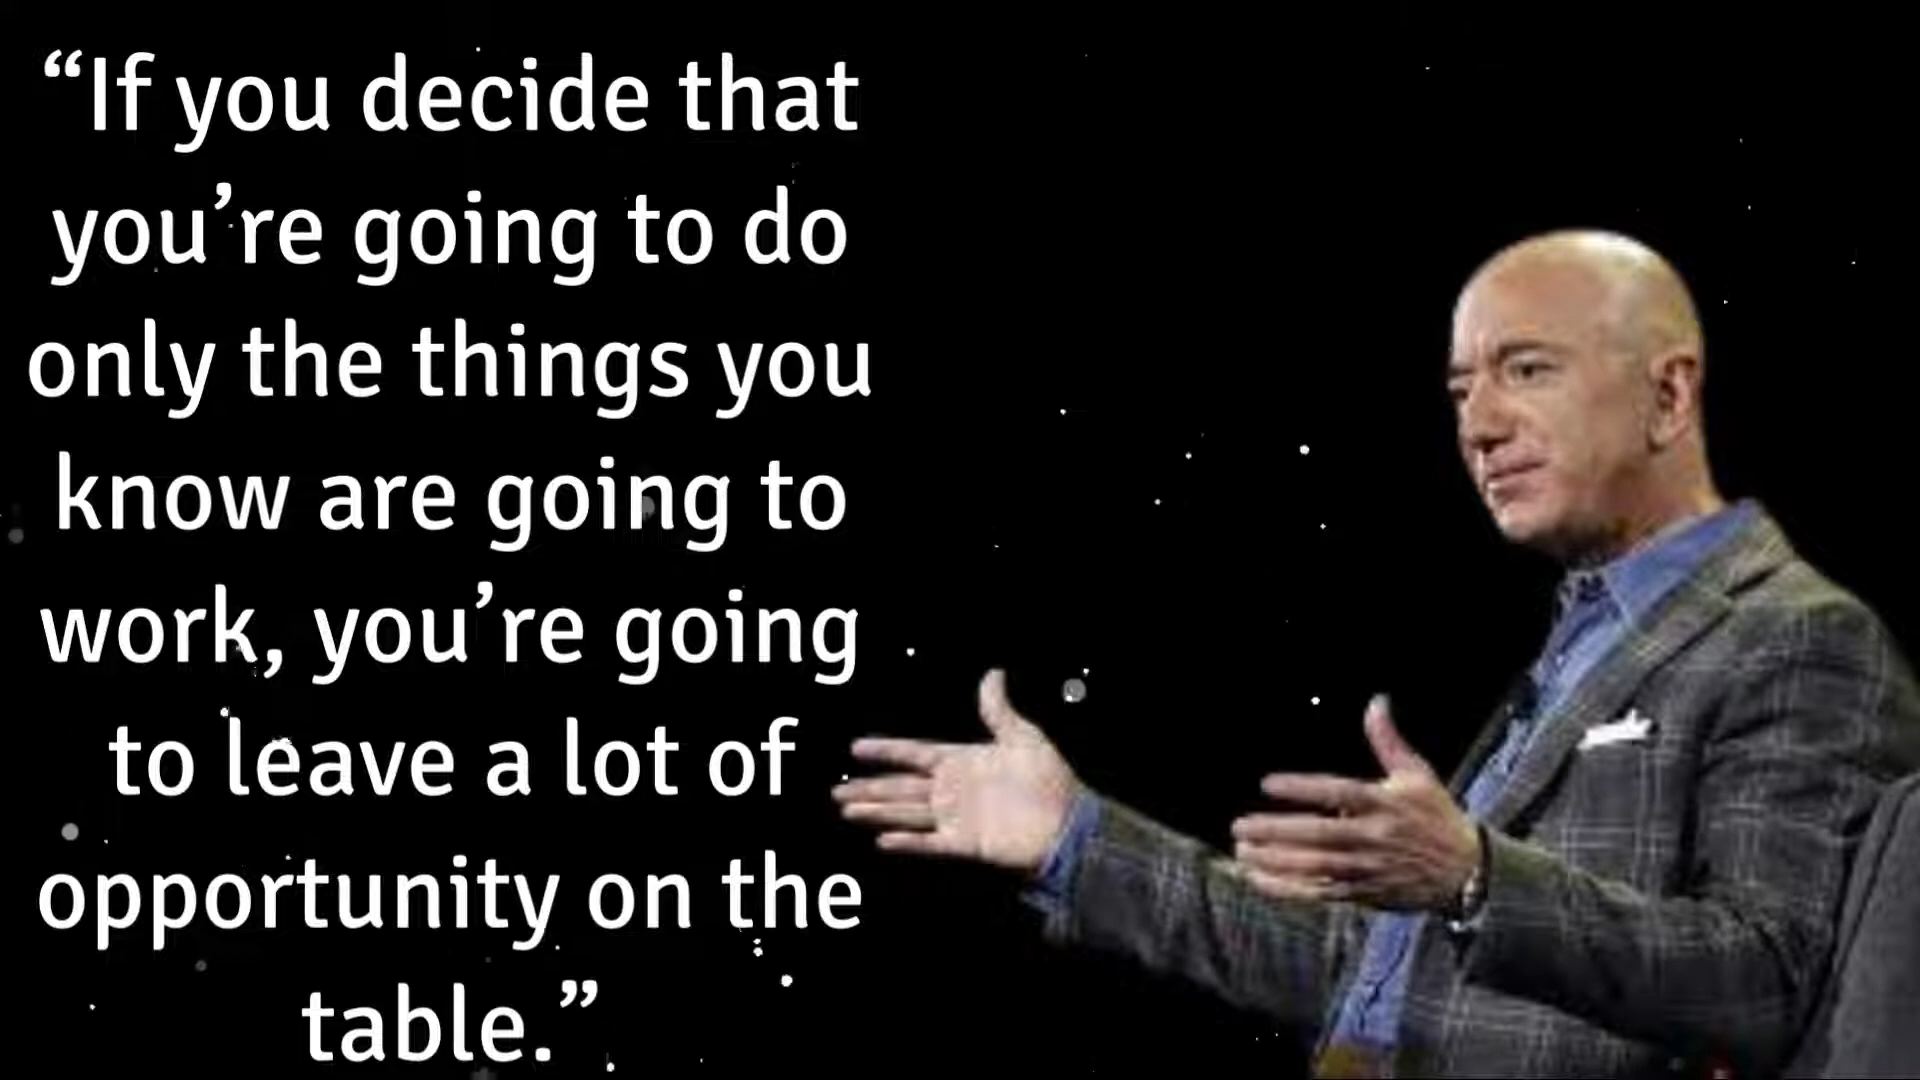 “If you decide that
you’re going to do
only the things you
know are going to
work, you’re going
to leave a lot of
opportunity on the
table.”